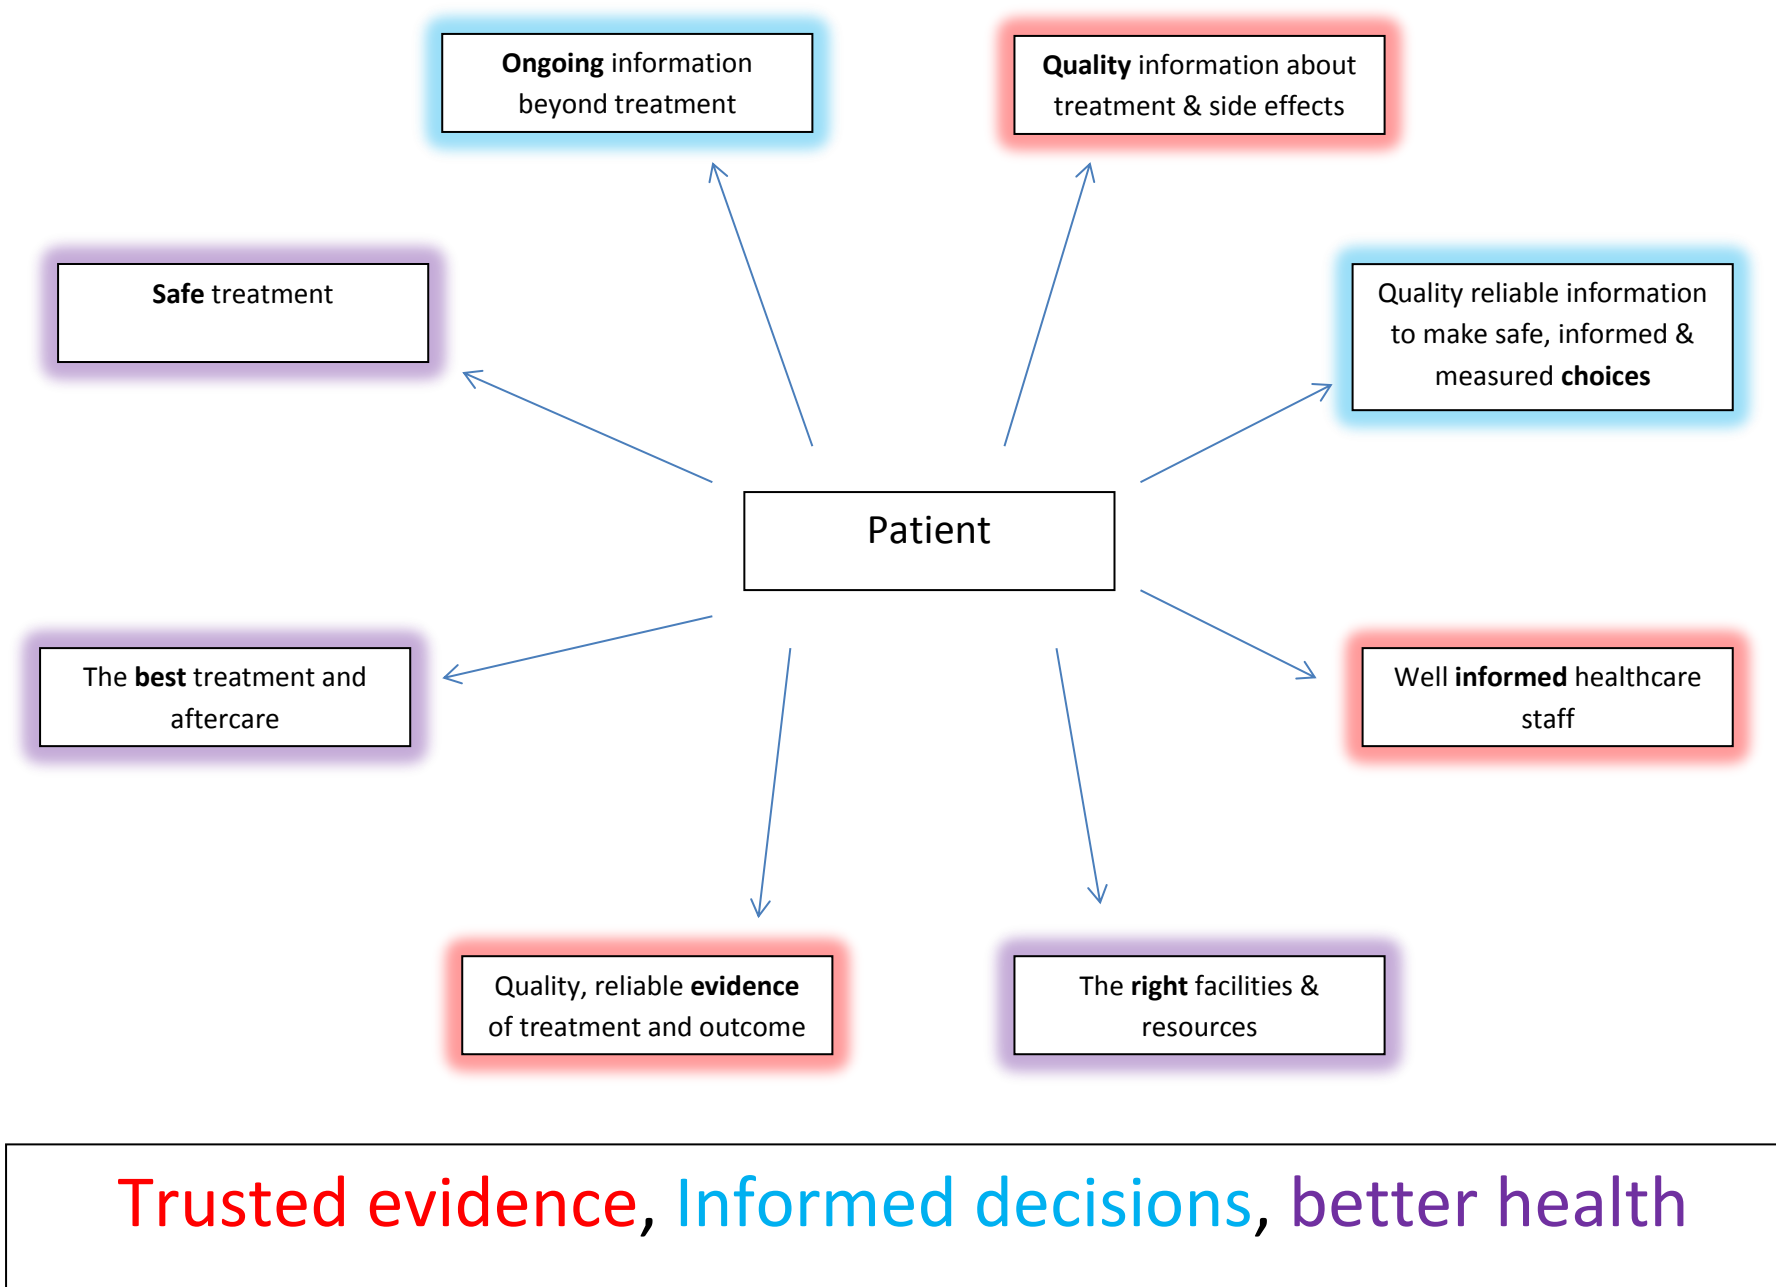 Ongoing information
beyond treatment
Quality information about
treatment & side effects
Safe treatment
Quality reliable information
to make safe, informed &
measured choices
Patient
The best treatment and
aftercare
Well informed healthcare
staff
Quality, reliable evidence
of treatment and outcome
The right facilities &
resources
Trusted evidence, Informed decisions, better health